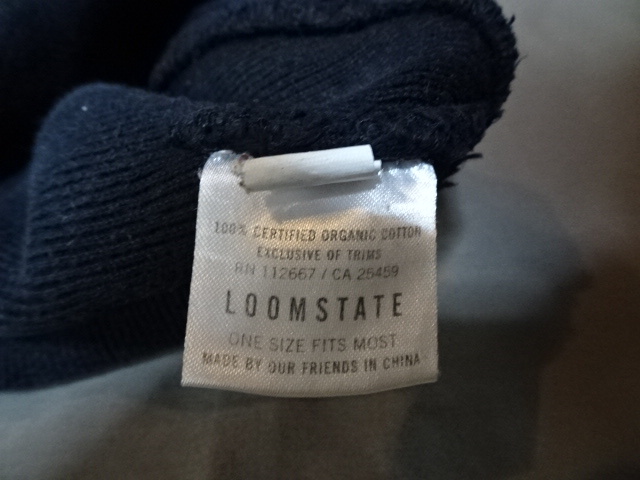 100% CERTIFIED ORGANIC COTTON
EXCLUSIVE OF TRIMS
RN 112667 / CA 25459
LOOMSTATE
ONE SIZE FITS MOST
MADE BY OUR FRIENDS IN CHINA